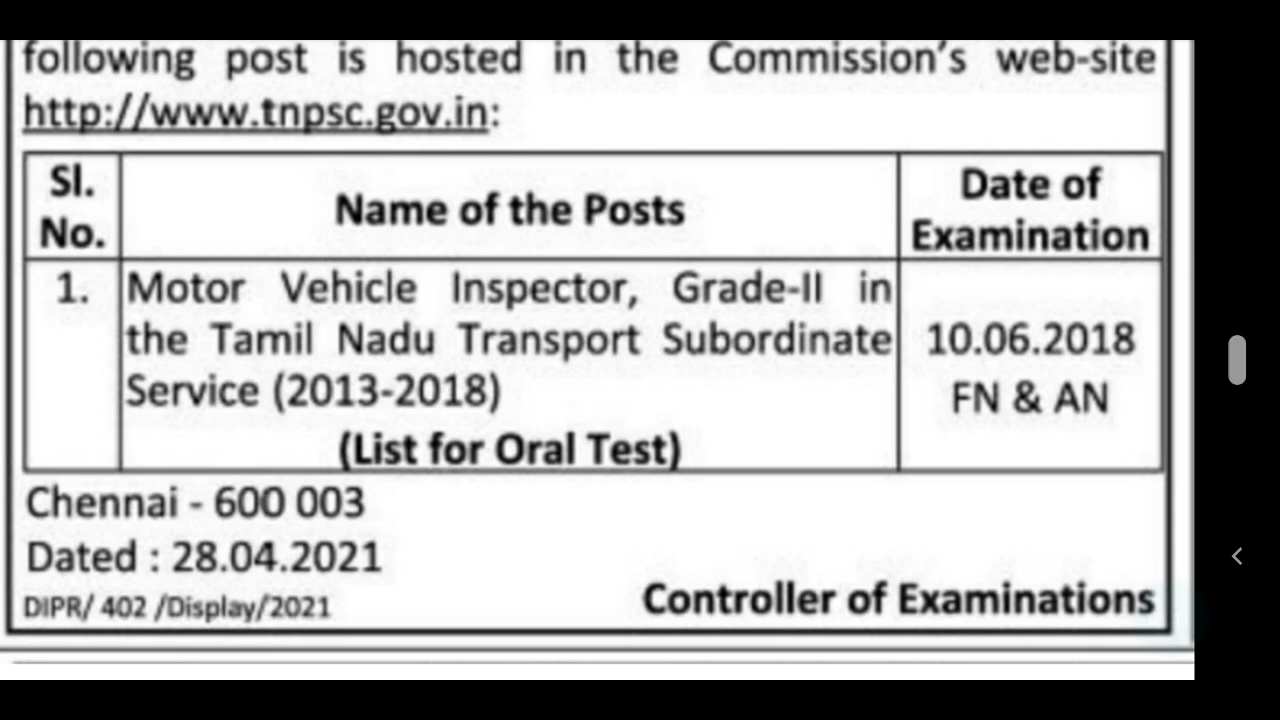 following post is hosted in the Commission's web-site
http://www.tnpsc.gov.in:
Sl.
No.
Name of the Posts
Date of
Examination
1.
Motor Vehicle Inspector, Grade-II in
the Tamil Nadu Transport Subordinate
Service (2013-2018)
(List for Oral Test)
10.06.2018
FN & AN
Chennai - 600 003
Dated : 28.04.2021
DIPR/ 402 /Display/2021
Controller of Examinations